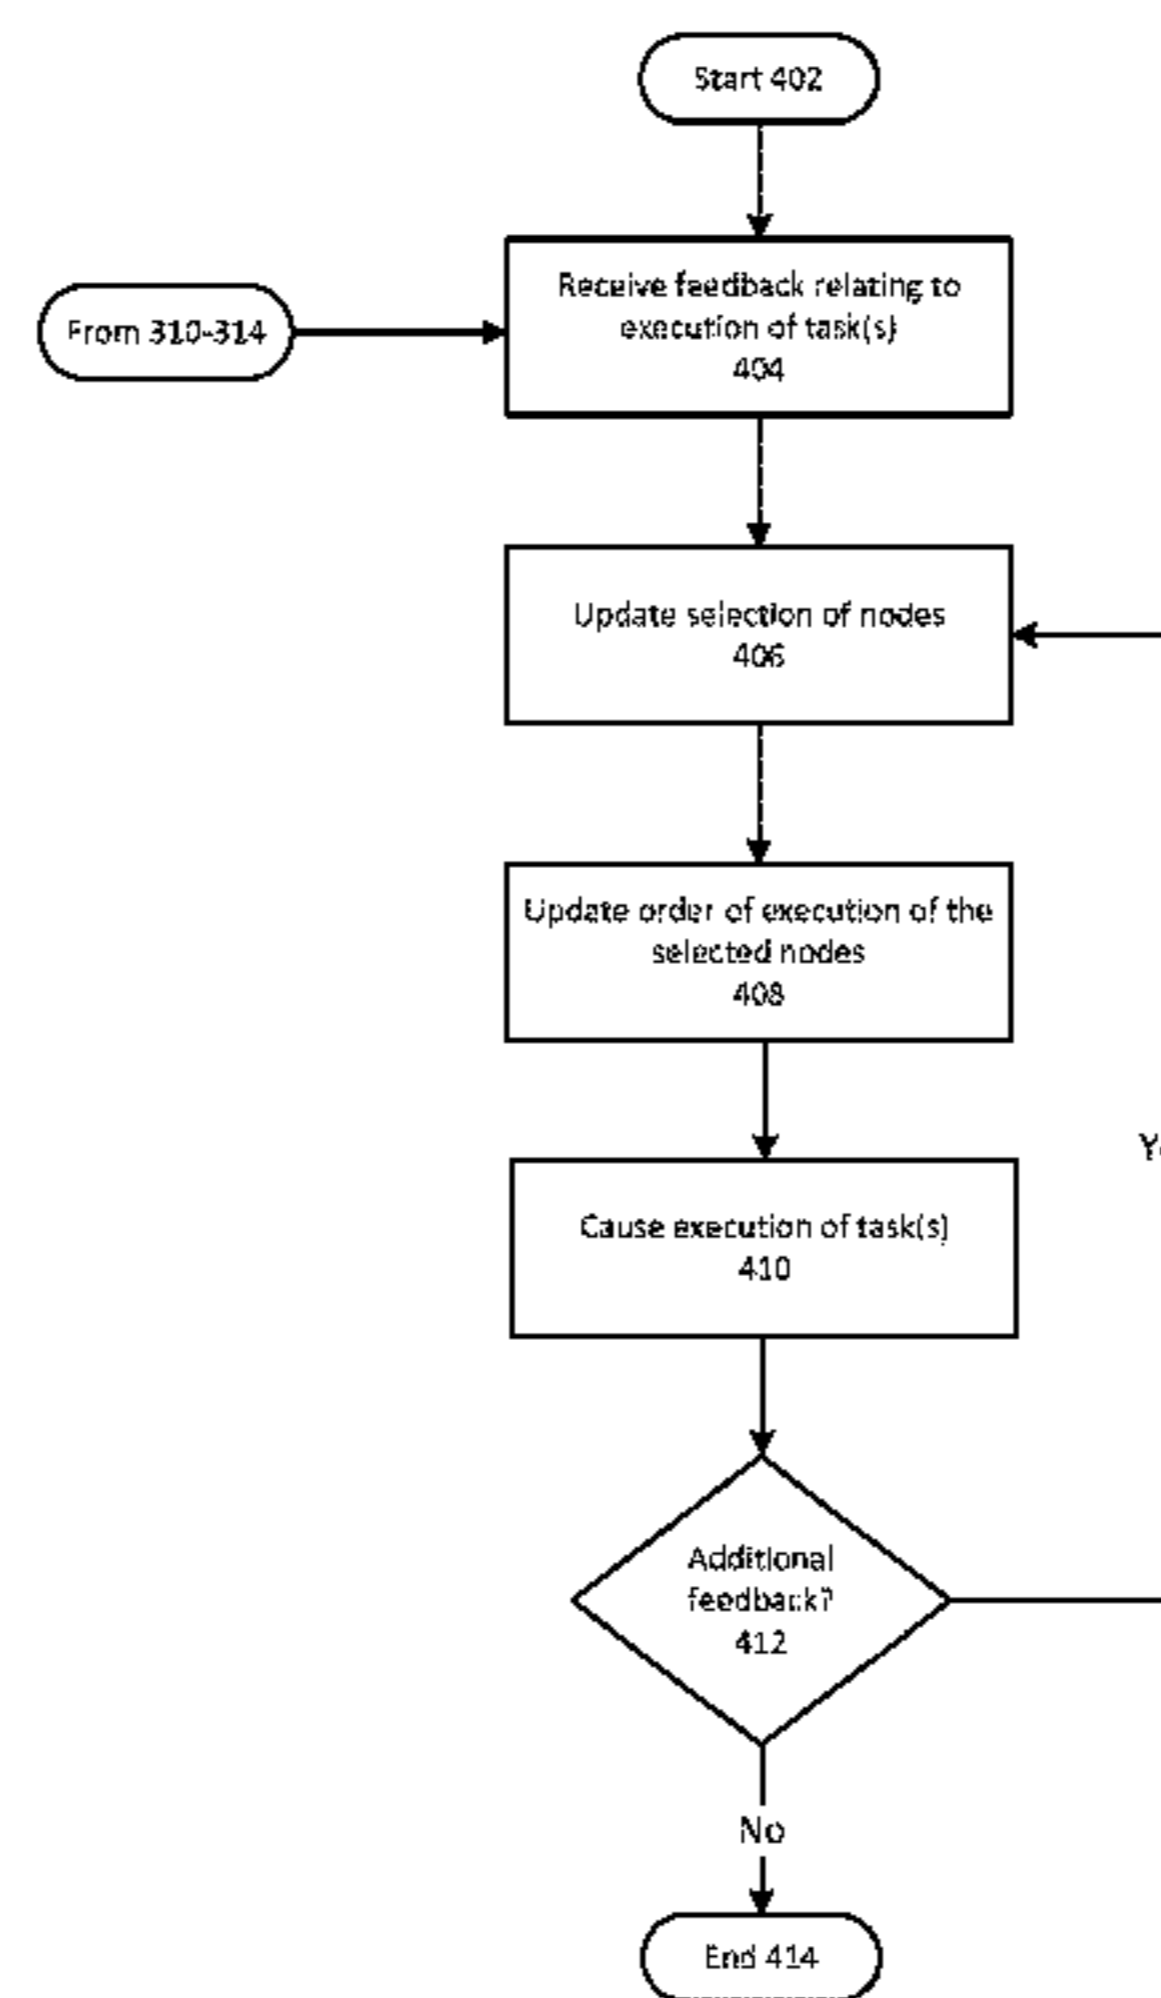 Start 402
Receive feedback relating to
execution of task(s)
404
From 310-314
Update selection of nodes
406
Update order of execution of the
selected nodes
408
Cause execution of task(s)
410
Additional
feedback?
412
No
End 414